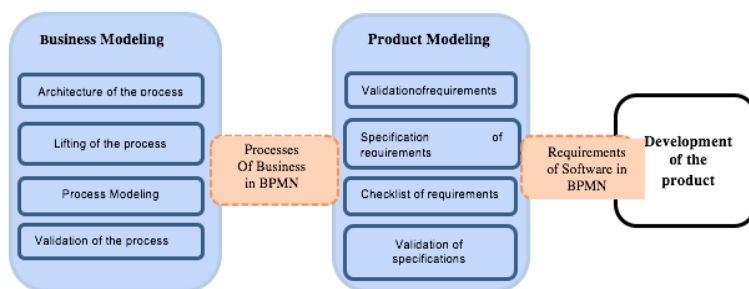 Business Modeling
Architecture of the process
Lifting of the process
Process Modeling
Validation of the process
Processes
Of Business
in BPMN
Product Modeling
Validationofrequirements
Specification of
requirements
Checklist of requirements
Validation of
specifications
Requirements
of Software in
BPMN
Development
of the
product